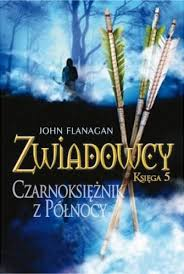 JOHN FLANAGAN
ZWIADOWCY
KSIĘGA 5
CZARNOKSIĘŻNIK
Z PÓŁNOCY